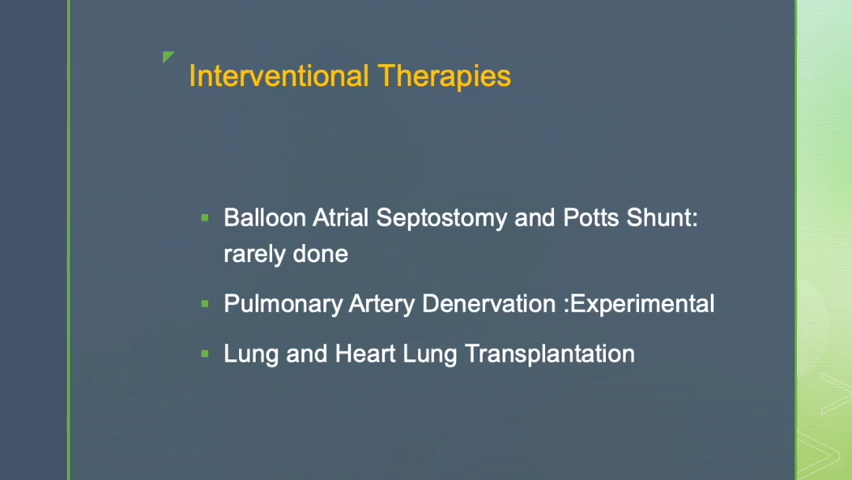 Interventional Therapies
Balloon Atrial Septostomy and Potts Shunt:
rarely done
Pulmonary Artery Denervation :Experimental
Lung and Heart Lung Transplantation